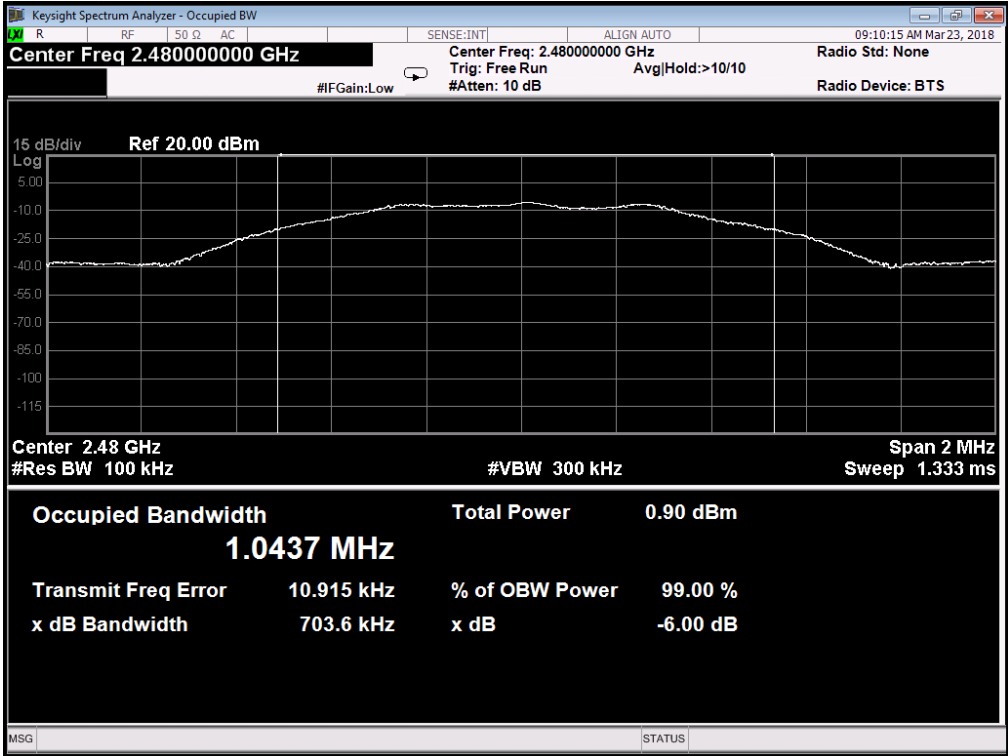 Keysight Spectrum Analyzer - Occupied BW
LXI R RF 50 Ω AC SENSE:INT ALIGN AUTO 09:10:15 AM Mar 23, 2018
Center Freq 2.480000000 GHz Center Freq: 2.480000000 GHz Radio Std: None
Trig: Free Run Avg|Hold:>10/10
#IFGain:Low #Atten: 10 dB Radio Device: BTS
15 dB/div Ref 20.00 dBm
Log
5.00
-10.0
-25.0
-40.0
-55.0
-70.0
-85.0
-100
-115
Center 2.48 GHz Span 2 MHz
#Res BW 100 kHz #VBW 300 kHz Sweep 1.333 ms
Occupied Bandwidth Total Power 0.90 dBm
1.0437 MHz
Transmit Freq Error 10.915 kHz % of OBW Power 99.00 %
x dB Bandwidth 703.6 kHz x dB -6.00 dB
MSG STATUS